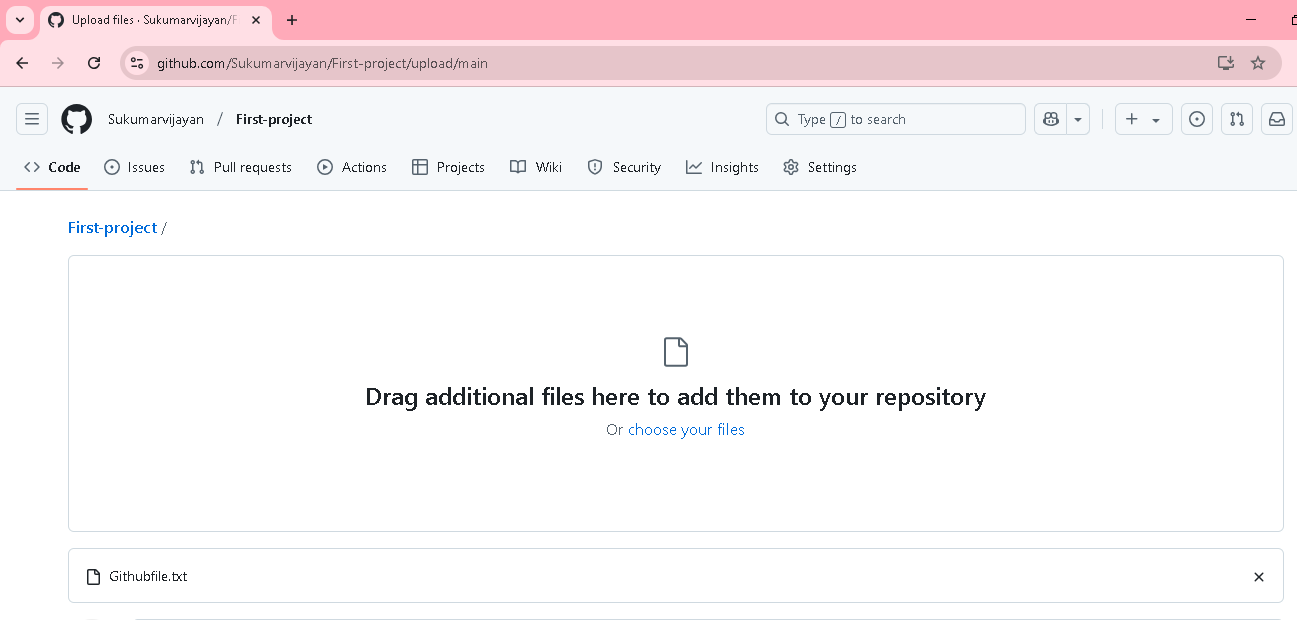 Upload files · Sukumarvijayan/F
github.com/Sukumarvijayan/First-project/upload/main
Sukumarvijayan / First-project
Type / to search
Code Issues Pull requests Actions Projects Wiki Security Insights Settings
First-project /
Drag additional files here to add them to your repository
Or choose your files
Githubfile.txt